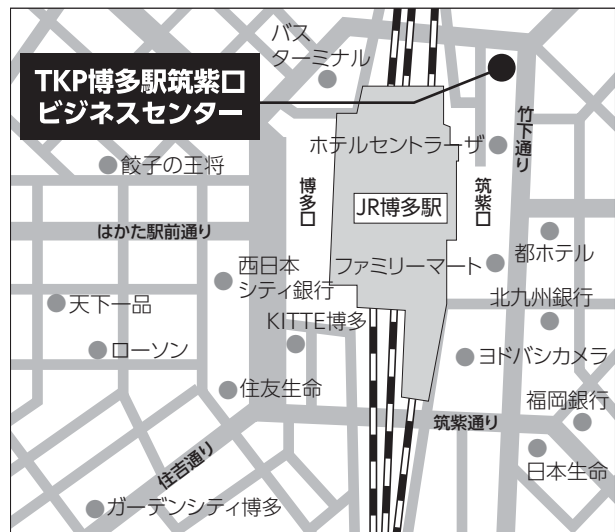 バス
ターミナル
TKP博多駅筑紫口
ビジネスセンター
竹下通り
ホテルセントラーザ
餃子の王将
博多口
筑紫口
JR博多駅
はかた駅前通り
都ホテル
西日本
シティ銀行
ファミリーマート
天下一品
北九州銀行
KITTE博多
ローソン
ヨドバシカメラ
住友生命
福岡銀行
筑紫通り
住吉通り
日本生命
ガーデンシティ博多